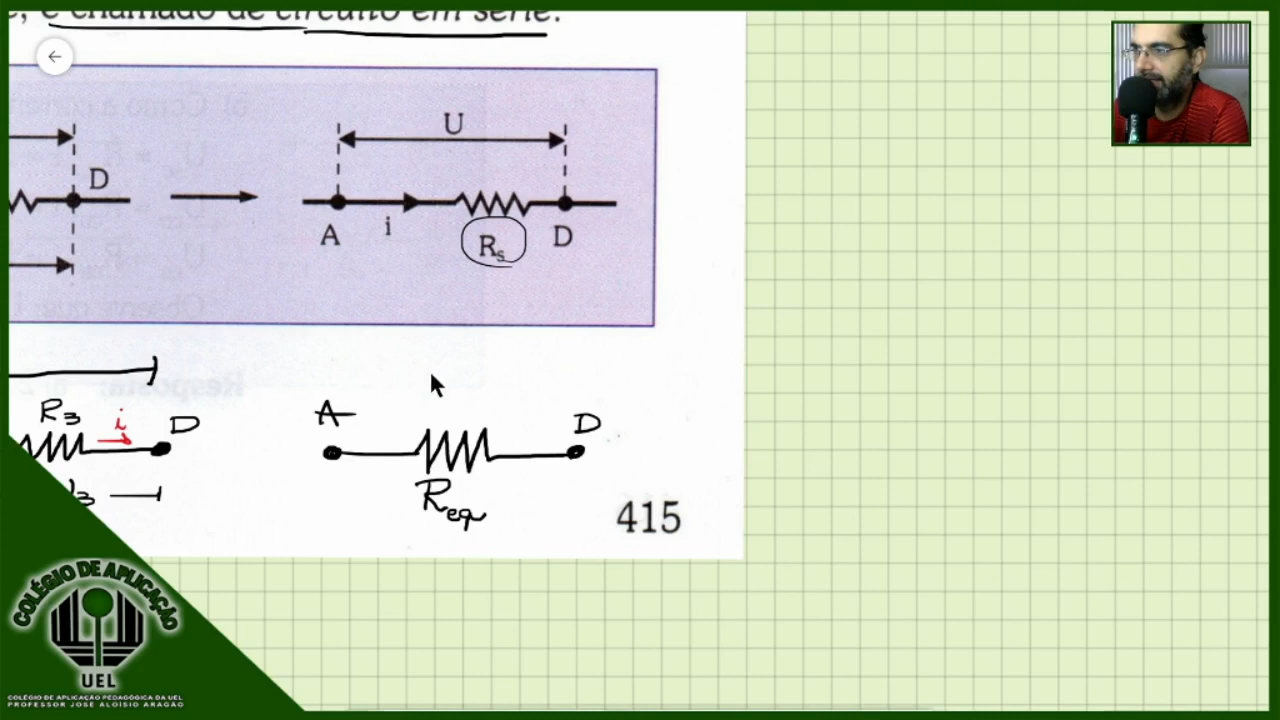 é chamado de circuito em série.
U
D
A
i
Rs
D
R3
i
D
A
D
Req
415
COLÉGIO DE APLICAÇÃO
UEL
COLÉGIO DE APLICAÇÃO PEDAGÓGICA DA UEL
PROFESSOR JOSÉ ALOÍSIO ARAGÃO